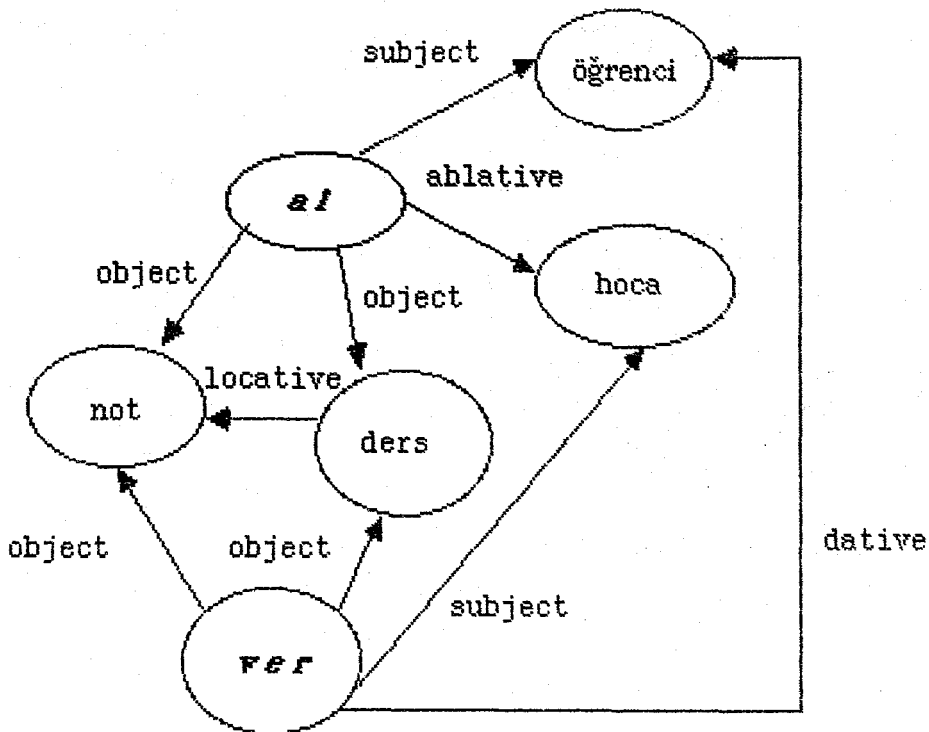 subject
öğrenci
ablative
al
object
object
hoca
locative
not
ders
object
object
dative
subject
ver